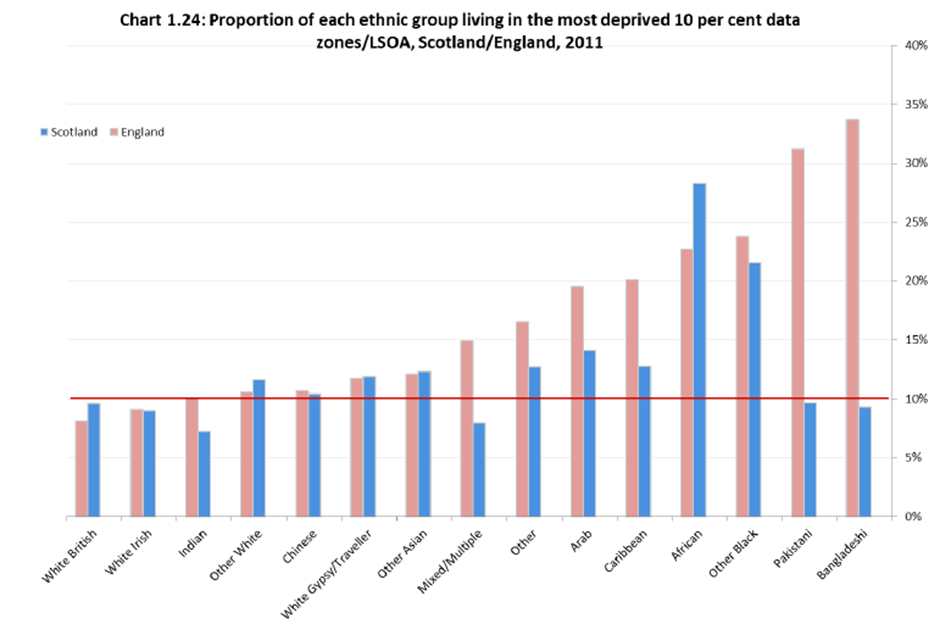 Chart 1.24: Proportion of each ethnic group living in the most deprived 10 per cent data
zones/LSOA, Scotland/England, 2011
40%
35%
Scotland England
30%
25%
20%
15%
10%
5%
0%
White British
White Irish
Indian
Other White
Chinese
White Gypsy/Traveller
Other Asian
Mixed/Multiple
Other
Arab
Caribbean
African
Other Black
Pakistani
Bangladeshi